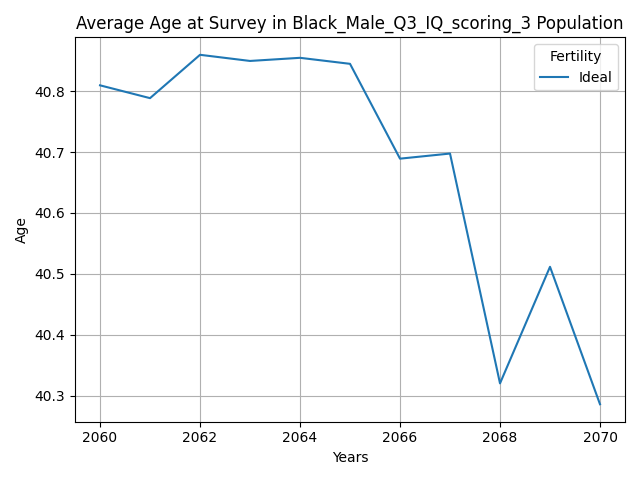 Average Age at Survey in Black_Male_Q3_IQ_scoring_3 Population
Fertility
Ideal
40.8
40.7
40.6
40.5
40.4
40.3
Age
2060
2062
2064
2066
2068
2070
Years